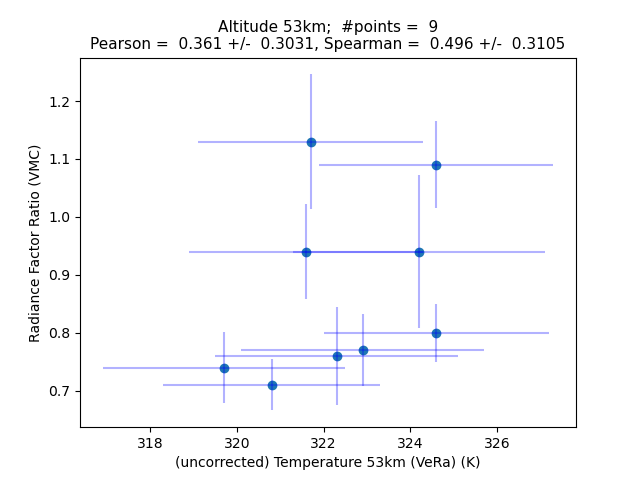 Altitude 53km;  #points =  9
Pearson =  0.361 +/-  0.3031, Spearman =  0.496 +/-  0.3105
Radiance Factor Ratio (VMC)
1.2
1.1
1.0
0.9
0.8
0.7
318 320 322 324 326
(uncorrected) Temperature 53km (VeRa) (K)